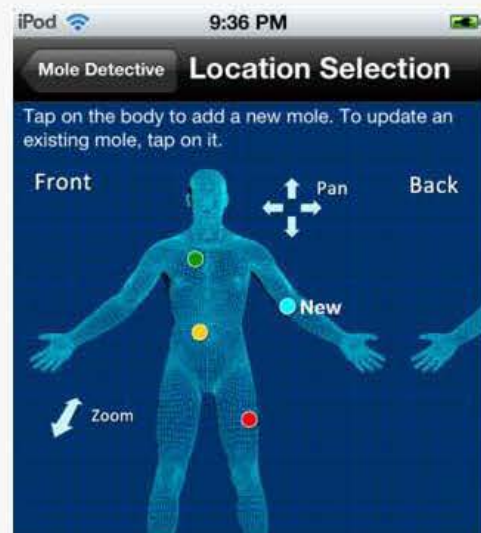 iPod 9:36 PM
Mole Detective Location Selection
Tap on the body to add a new mole. To update an
existing mole, tap on it.
Front Pan Back
New
Zoom